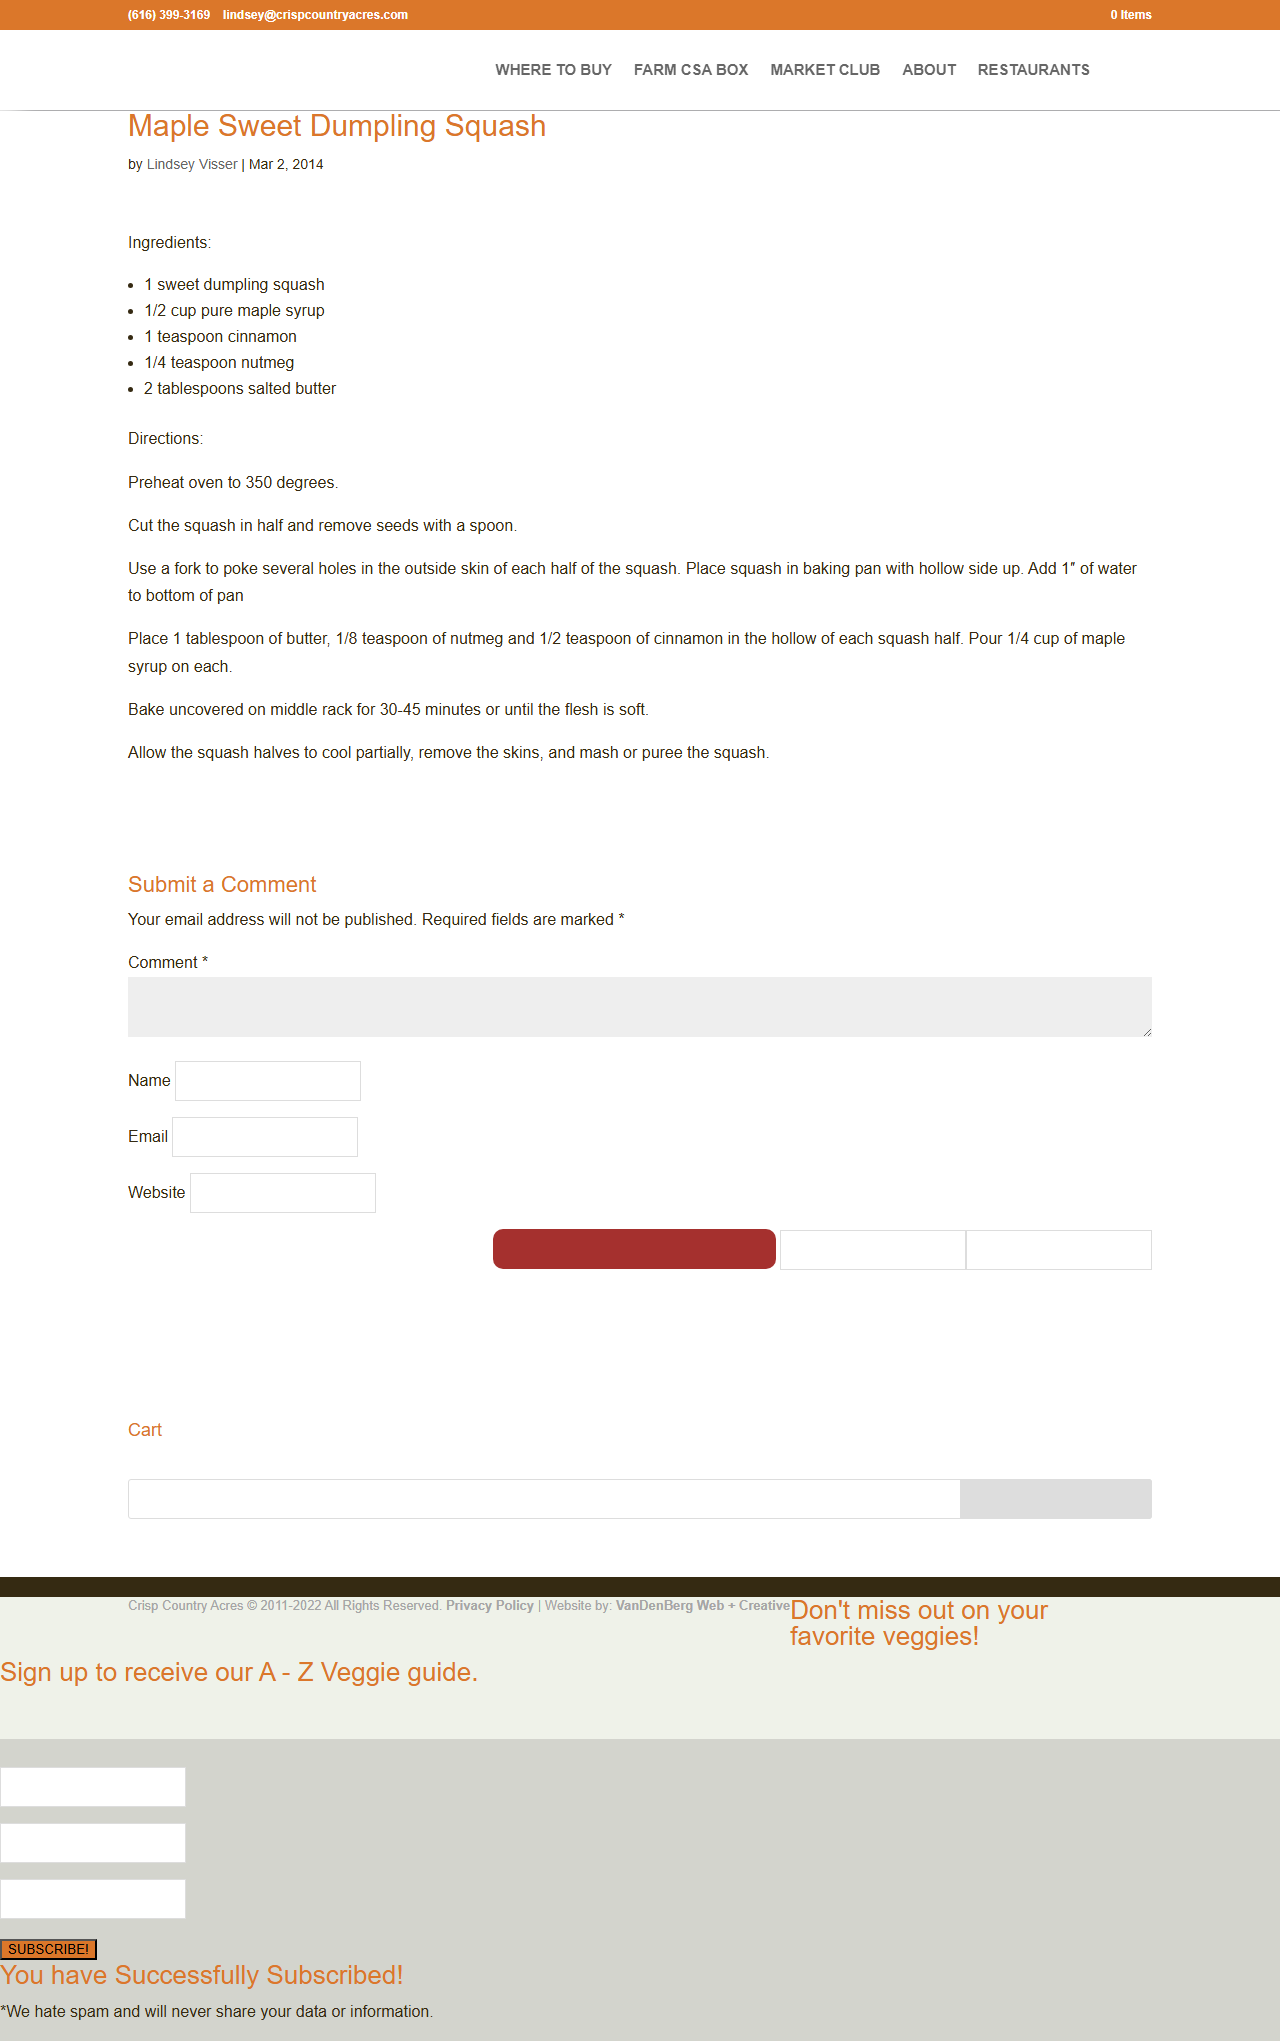 (616) 399-3169 lindsey@crispcountryacres.com 0 Items
WHERE TO BUY FARM CSA BOX MARKET CLUB ABOUT RESTAURANTS
Maple Sweet Dumpling Squash
by Lindsey Visser | Mar 2, 2014
Ingredients:
• 1 sweet dumpling squash
• 1/2 cup pure maple syrup
• 1 teaspoon cinnamon
• 1/4 teaspoon nutmeg
• 2 tablespoons salted butter
Directions:
Preheat oven to 350 degrees.
Cut the squash in half and remove seeds with a spoon.
Use a fork to poke several holes in the outside skin of each half of the squash. Place squash in baking pan with hollow side up. Add 1″ of water
to bottom of pan
Place 1 tablespoon of butter, 1/8 teaspoon of nutmeg and 1/2 teaspoon of cinnamon in the hollow of each squash half. Pour 1/4 cup of maple
syrup on each.
Bake uncovered on middle rack for 30-45 minutes or until the flesh is soft.
Allow the squash halves to cool partially, remove the skins, and mash or puree the squash.
Submit a Comment
Your email address will not be published. Required fields are marked *
Comment *
Name
Email
Website
Cart
Crisp Country Acres © 2011-2022 All Rights Reserved. Privacy Policy | Website by: VanDenBerg Web + Creative
Don't miss out on your
favorite veggies!
Sign up to receive our A - Z Veggie guide.
SUBSCRIBE!
You have Successfully Subscribed!
*We hate spam and will never share your data or information.